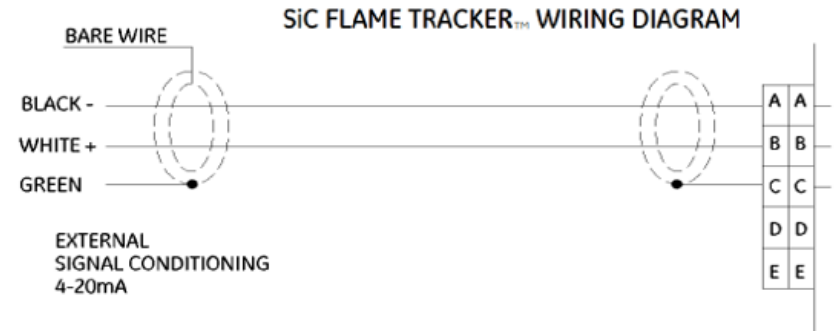 SiC FLAME TRACKER™ WIRING DIAGRAM
BARE WIRE
BLACK -
WHITE +
GREEN
A A
B B
C C
D D
E E
EXTERNAL
SIGNAL CONDITIONING
4-20mA